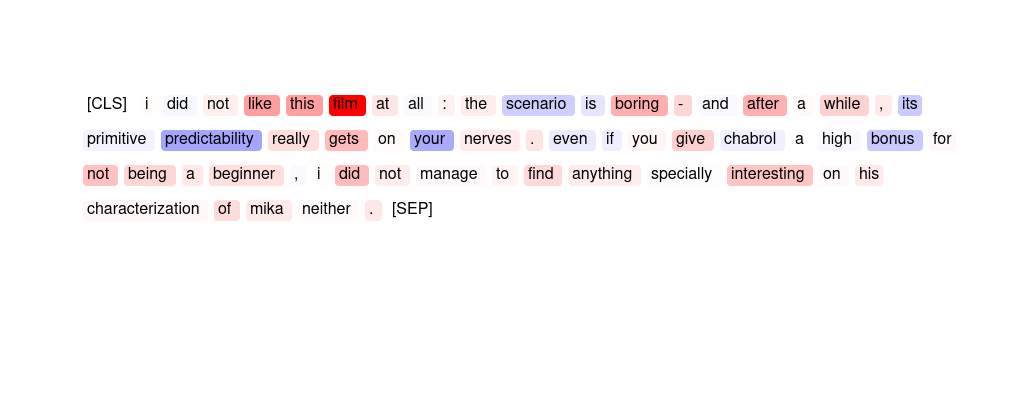 [CLS] i did not like this film at all : the scenario is boring - and after a while , its
primitive predictability really gets on your nerves . even if you give chabrol a high bonus for
not being a beginner , i did not manage to find anything specially interesting on his
characterization of mika neither . [SEP]